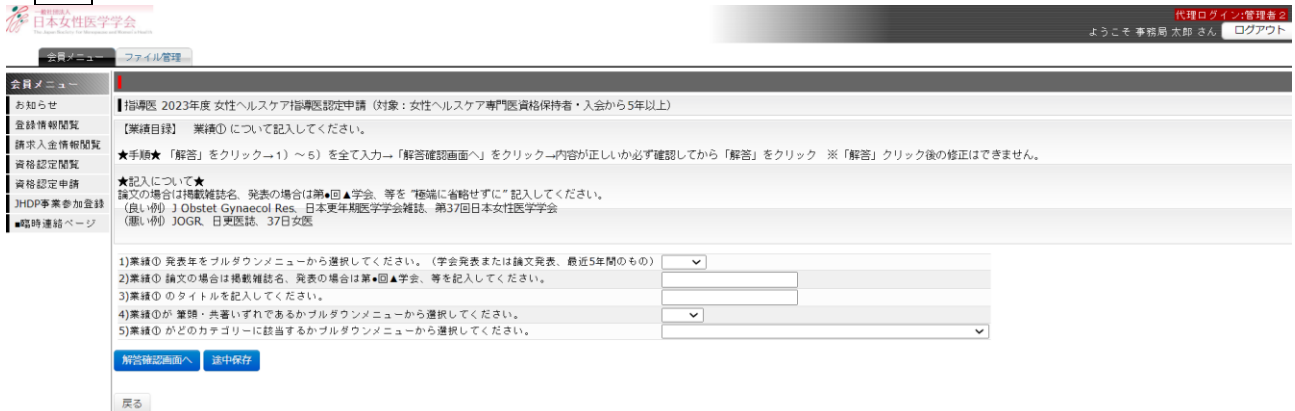 一般社団法人
日本女性医学学会
代理ログイン:管理者2
ようこそ 事務局 太郎 さん ログアウト
会員メニュー ファイル管理
会員メニュー
お知らせ
登録情報閲覧
請求入金情報閲覧
資格認定閲覧
資格認定申請
JHDP事業参加登録
■臨時連絡ページ
指導医 2023年度 女性ヘルスケア指導医認定申請(対象:女性ヘルスケア専門医資格保持者・入会から5年以上)
【業績目録】 業績① について記入してください。
★手順★ 「解答」をクリック→1)~5)を全て入力→「解答確認画面へ」をクリック→内容が正しいか必ず確認してから「解答」をクリック ※「解答」クリック後の修正はできません。
★記入について★
論文の場合は掲載雑誌名、発表の場合は第●回▲学会、等を “極端に省略せずに” 記入してください。
(良い例) J Obstet Gynaecol Res、日本更年期医学学会雑誌、第37回日本女性医学学会
(悪い例) JOGR、日更医誌、37日女医
1)業績① 発表年をプルダウンメニューから選択してください。(学会発表または論文発表、最近5年間のもの)
2)業績① 論文の場合は掲載雑誌名、発表の場合は第●回▲学会、等を記入してください。
3)業績① のタイトルを記入してください。
4)業績①が 筆頭・共著いずれであるかプルダウンメニューから選択してください。
5)業績① がどのカテゴリーに該当するかプルダウンメニューから選択してください。
解答確認画面へ 途中保存
戻る